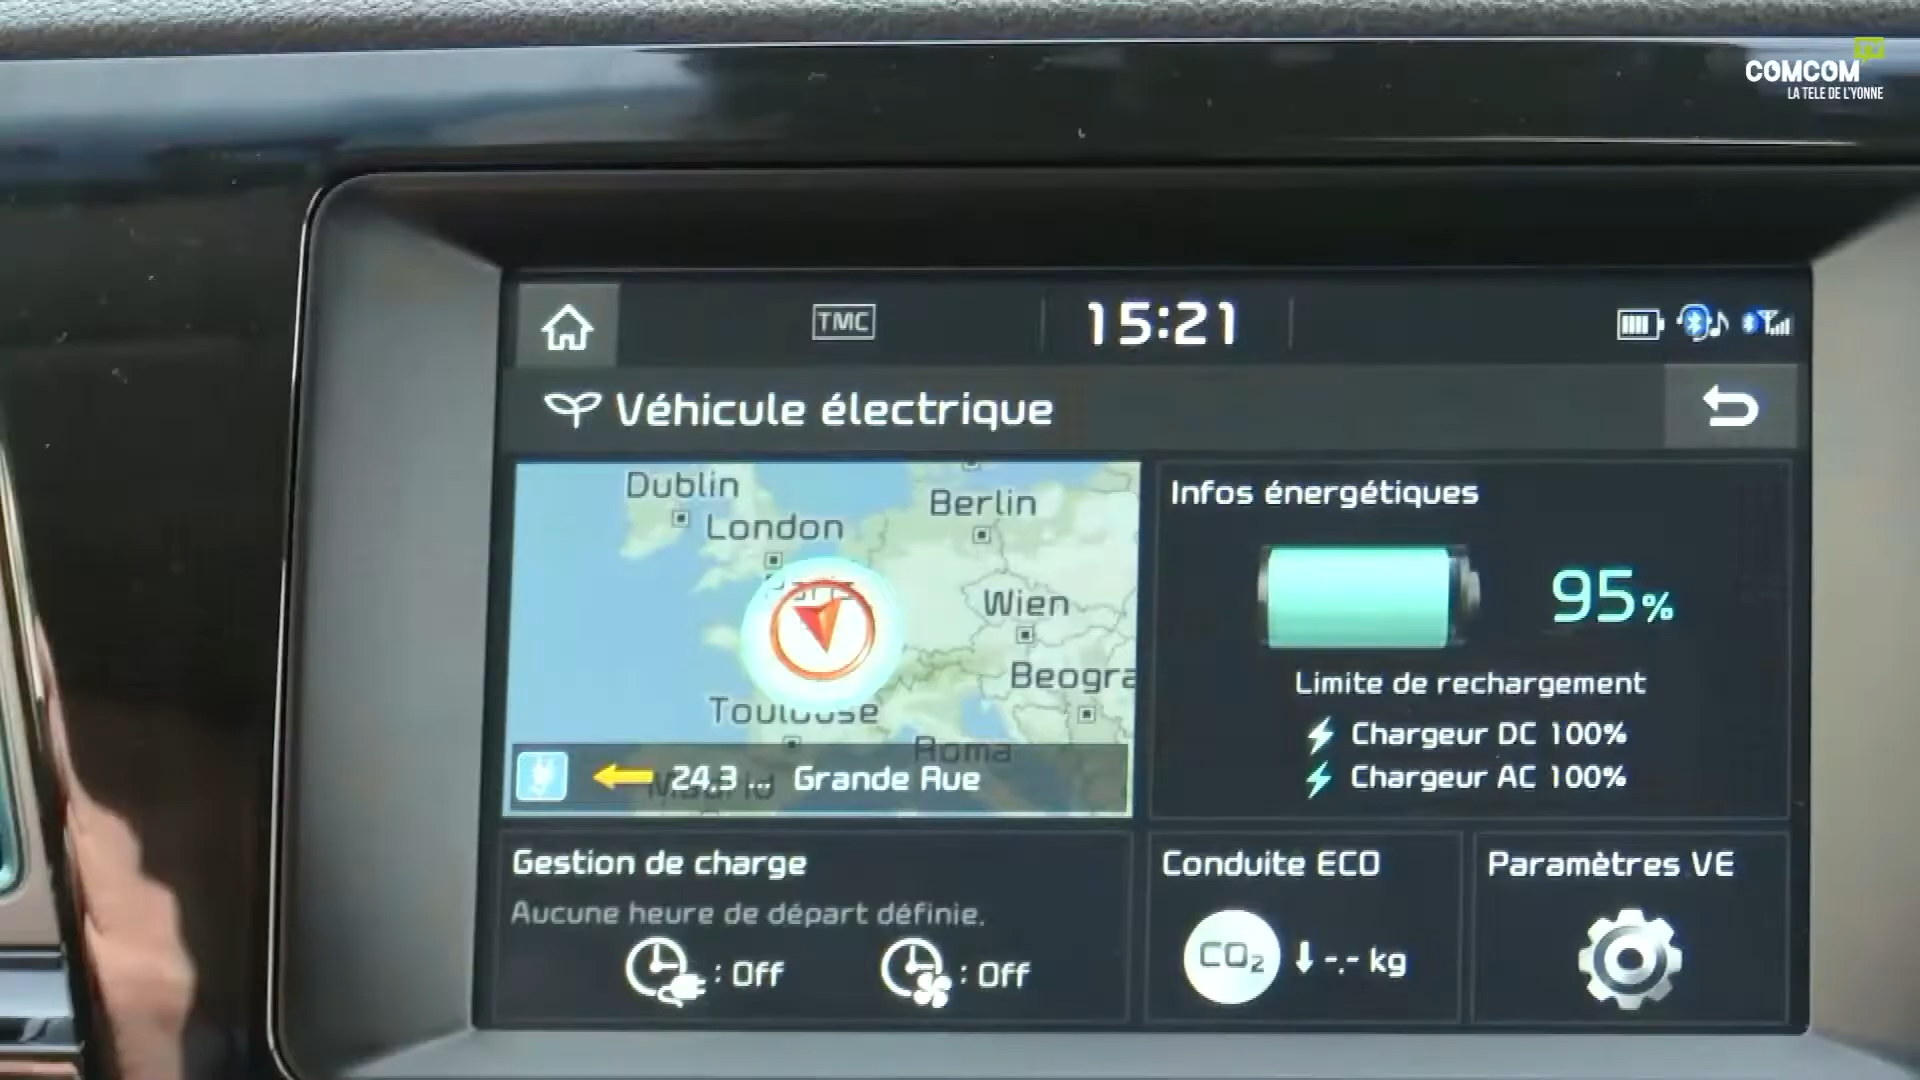 COMCOM
LA TELE DE L'YONNE
TMC
15:21
Véhicule électrique
Dublin
London
Berlin
Paris
Wien
Beogra
Toulouse
Roma
Madrid
24,3 ... Grande Rue
Infos énergétiques
95%
Limite de rechargement
Chargeur DC 100%
Chargeur AC 100%
Gestion de charge
Aucune heure de départ définie.
: Off
: Off
Conduite ECO
CO₂ -.- kg
Paramètres VE